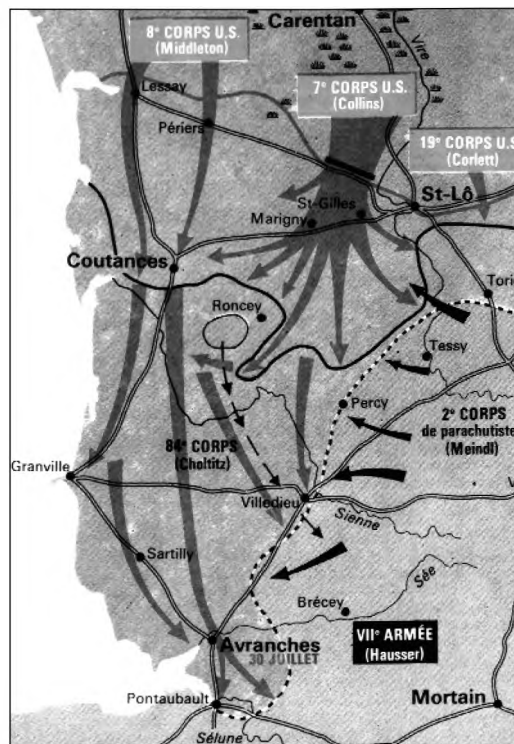 8e CORPS U.S.
(Middleton)
Carentan
Vire
Lessay
7e CORPS U.S.
(Collins)
Périers
19e CORPS U.S
(Corlett)
St-Gilles
St-Lô
Marigny
Coutances
Torig
Roncey
Tessy
Percy
84e CORPS
(Choltitz)
2e CORPS
de parachutistes
(Meindl)
Granville
Villedieu
V
Sienne
Sartilly
Sée
Brécey
VIIe ARMÉE
(Hausser)
Avranches
30 JUILLET
Pontaubault
Mortain
Sélune